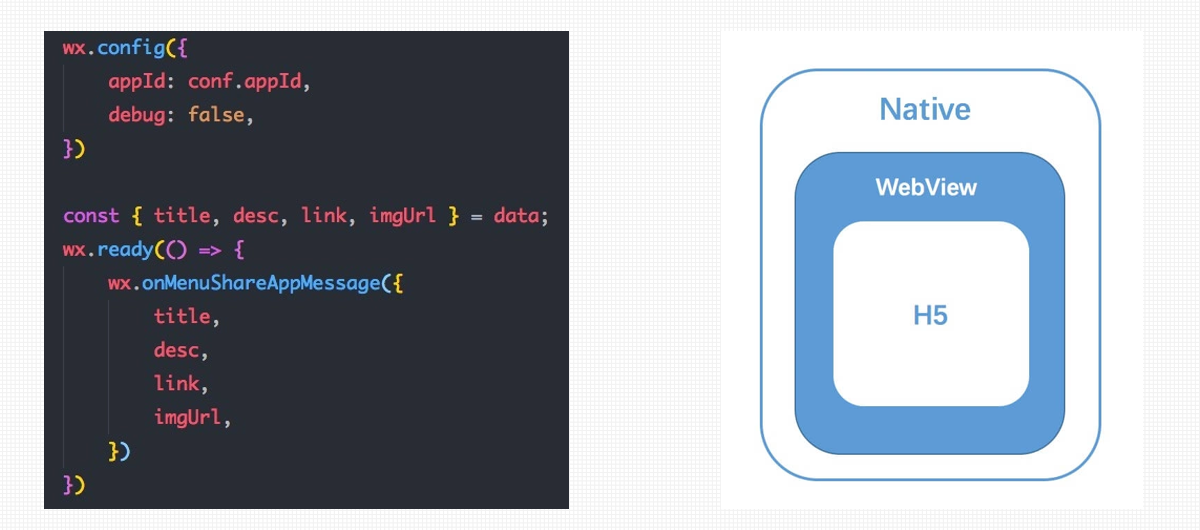 wx.config({
    appId: conf.appId,
    debug: false,
})
const { title, desc, link, imgUrl } = data;
wx.ready(() => {
    wx.onMenuShareAppMessage({
        title,
        desc,
        link,
        imgUrl,
    })
})
Native
WebView
H5